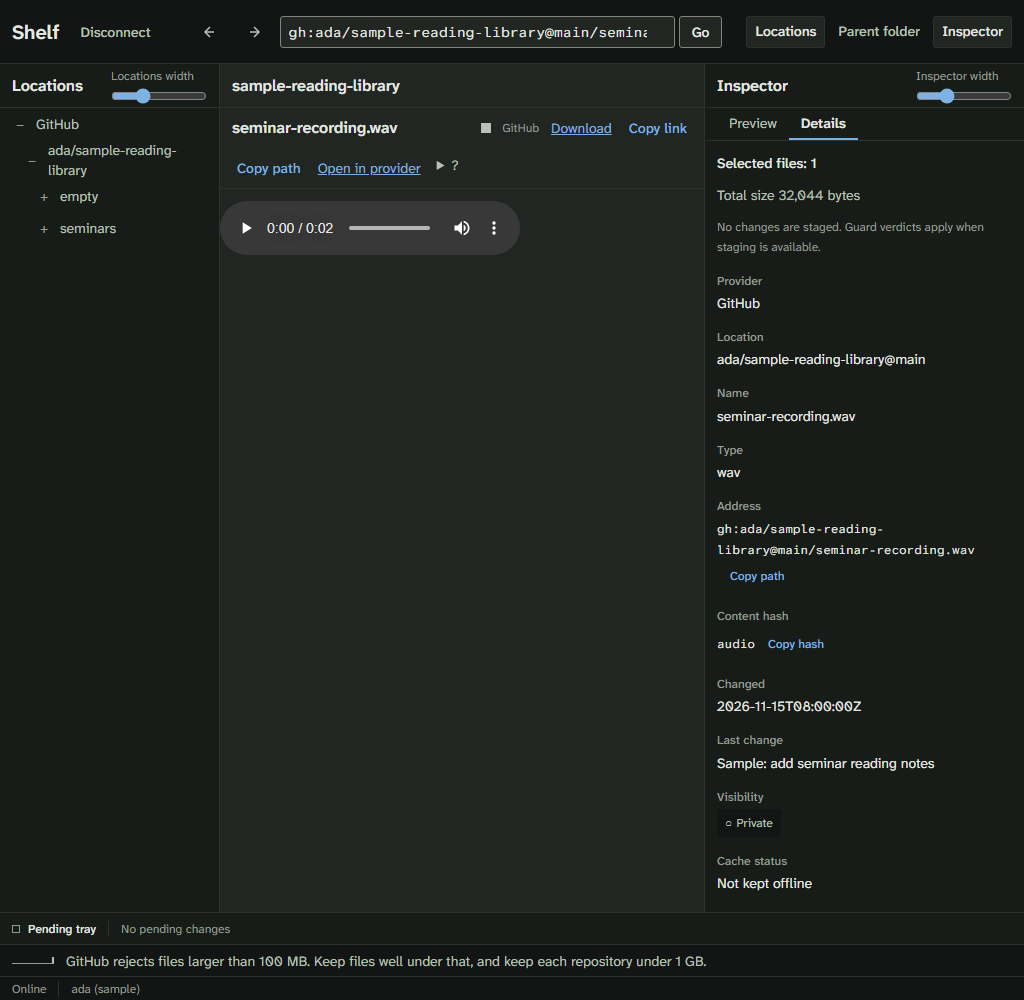 Shelf
Disconnect
gh:ada/sample-reading-library@main/semina
Go
Locations
Parent folder
Inspector
Locations
Locations width
GitHub
ada/sample-reading-
library
empty
seminars
sample-reading-library
seminar-recording.wav
GitHub
Download
Copy link
Copy path
Open in provider
?
0:00 / 0:02
Inspector
Inspector width
Preview
Details
Selected files: 1
Total size 32,044 bytes
No changes are staged. Guard verdicts apply when
staging is available.
Provider
GitHub
Location
ada/sample-reading-library@main
Name
seminar-recording.wav
Type
wav
Address
gh:ada/sample-reading-
library@main/seminar-recording.wav
Copy path
Content hash
audio
Copy hash
Changed
2026-11-15T08:00:00Z
Last change
Sample: add seminar reading notes
Visibility
Private
Cache status
Not kept offline
Pending tray
No pending changes
GitHub rejects files larger than 100 MB. Keep files well under that, and keep each repository under 1 GB.
Online
ada (sample)